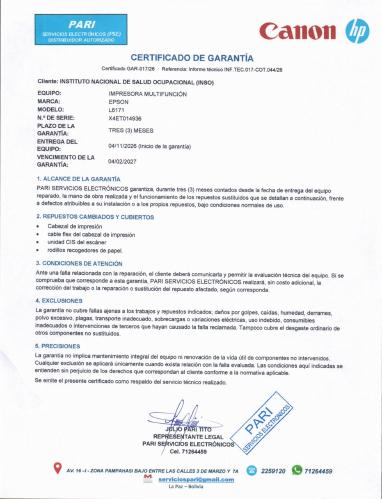 PARI
SERVICIOS ELECTRÓNICOS (PSE)
DISTRIBUIDOR AUTORIZADO
Canon hp
CERTIFICADO DE GARANTÍA
Certificado GAR-017/26 · Referencia: Informe técnico INF.TEC.017-COT.044/26
Cliente: INSTITUTO NACIONAL DE SALUD OCUPACIONAL (INSO)
EQUIPO: IMPRESORA MULTIFUNCIÓN
MARCA: EPSON
MODELO: L6171
N.º DE SERIE: X4ET014936
PLAZO DE LA GARANTÍA: TRES (3) MESES
ENTREGA DEL EQUIPO: 04/11/2026 (Inicio de la garantía)
VENCIMIENTO DE LA GARANTÍA: 04/02/2027
1. ALCANCE DE LA GARANTÍA
PARI SERVICIOS ELECTRÓNICOS garantiza, durante tres (3) meses contados desde la fecha de entrega del equipo
reparado, la mano de obra realizada y el funcionamiento de los repuestos sustituidos que se detallan a continuación, frente
a defectos atribuibles a su instalación o a los propios repuestos, bajo condiciones normales de uso.
2. REPUESTOS CAMBIADOS Y CUBIERTOS
• Cabezal de impresión
• cable flex del cabezal de impresión
• unidad CIS del escáner
• rodillos recogedores de papel.
3. CONDICIONES DE ATENCIÓN
Ante una falla relacionada con la reparación, el cliente deberá comunicarla y permitir la evaluación técnica del equipo. Si se
comprueba que corresponde a esta garantía, PARI SERVICIOS ELECTRÓNICOS realizará, sin costo adicional, la
corrección del trabajo o la reparación o sustitución del repuesto afectado, según corresponda.
4. EXCLUSIONES
La garantía no cubre fallas ajenas a los trabajos y repuestos indicados; daños por golpes, caídas, humedad, derrames,
polvo excesivo, plagas, transporte inadecuado, sobrecargas o variaciones eléctricas, uso indebido, consumibles
inadecuados o intervenciones de terceros que hayan causado la falla reclamada. Tampoco cubre el desgaste ordinario de
otros componentes no sustituidos.
5. PRECISIONES
La garantía no implica mantenimiento integral del equipo ni renovación de la vida útil de componentes no intervenidos.
Cualquier exclusión se aplicará únicamente cuando exista relación con la falla evaluada. Las condiciones aquí indicadas se
entienden sin perjuicio de los derechos que correspondan al cliente conforme a la normativa aplicable.
Se emite el presente certificado como respaldo del servicio técnico realizado.
JULIO PARI TITO
REPRESENTANTE LEGAL
PARI SERVICIOS ELECTRÓNICOS
Cel. 71264459
PARI
SERVICIOS ELECTRÓNICOS
AV. 16 -I - ZONA PAMPAHASI BAJO ENTRE LAS CALLES 3 DE MARZO Y 7A 2259120 71264459
serviciospari@gmail.com
La Paz – Bolivia